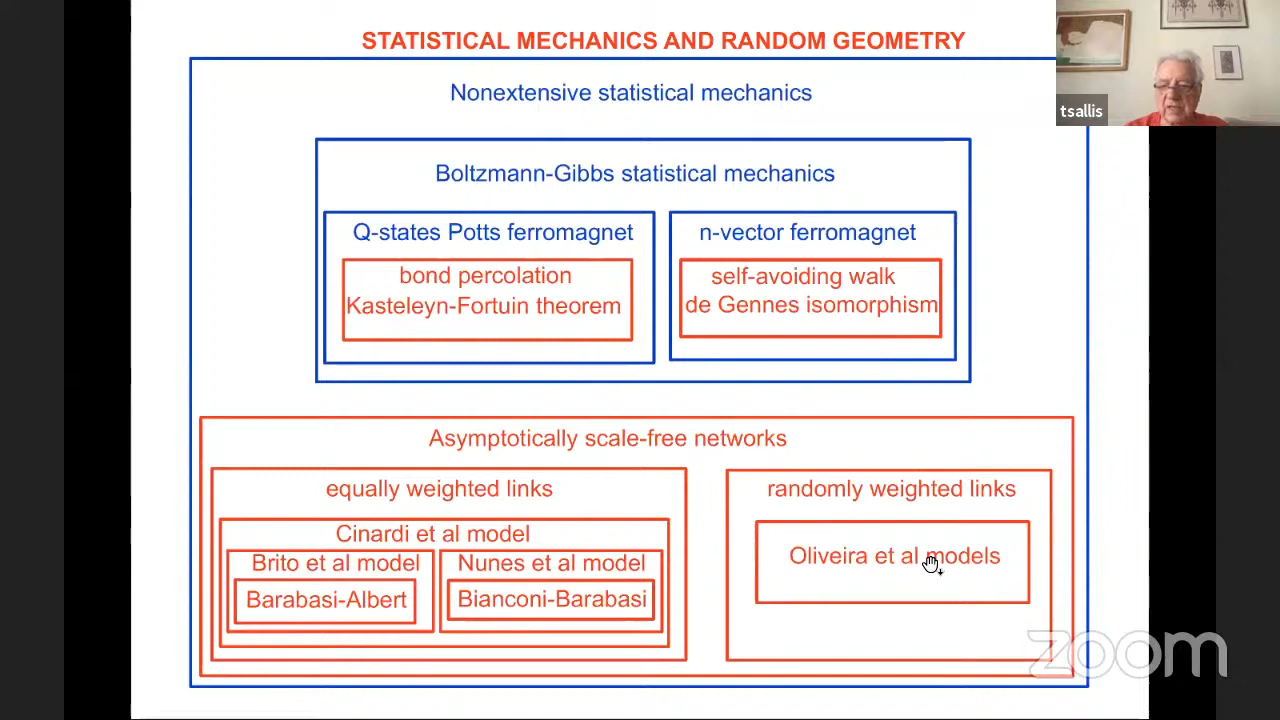 STATISTICAL MECHANICS AND RANDOM GEOMETRY
tsallis
Nonextensive statistical mechanics
Boltzmann-Gibbs statistical mechanics
Q-states Potts ferromagnet
bond percolation
Kasteleyn-Fortuin theorem
n-vector ferromagnet
self-avoiding walk
de Gennes isomorphism
Asymptotically scale-free networks
equally weighted links
Cinardi et al model
Brito et al model
Barabasi-Albert
Nunes et al model
Bianconi-Barabasi
randomly weighted links
Oliveira et al models
zoom